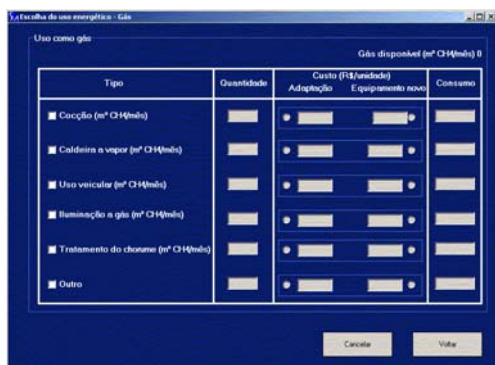 Escolha do uso energético - Gás
Uso como gás
Gás disponível (m³ CH4/mês) 0
Tipo Quantidade Custo (R$/unidade) Consumo
Adaptação Equipamento novo
Cocção (m³ CH4/mês)
Caldeira a vapor (m³ CH4/mês)
Uso veicular (m³ CH4/mês)
Iluminação a gás (m³ CH4/mês)
Tratamento do chorume (m³ CH4/mês)
Outro
Cancelar Voltar